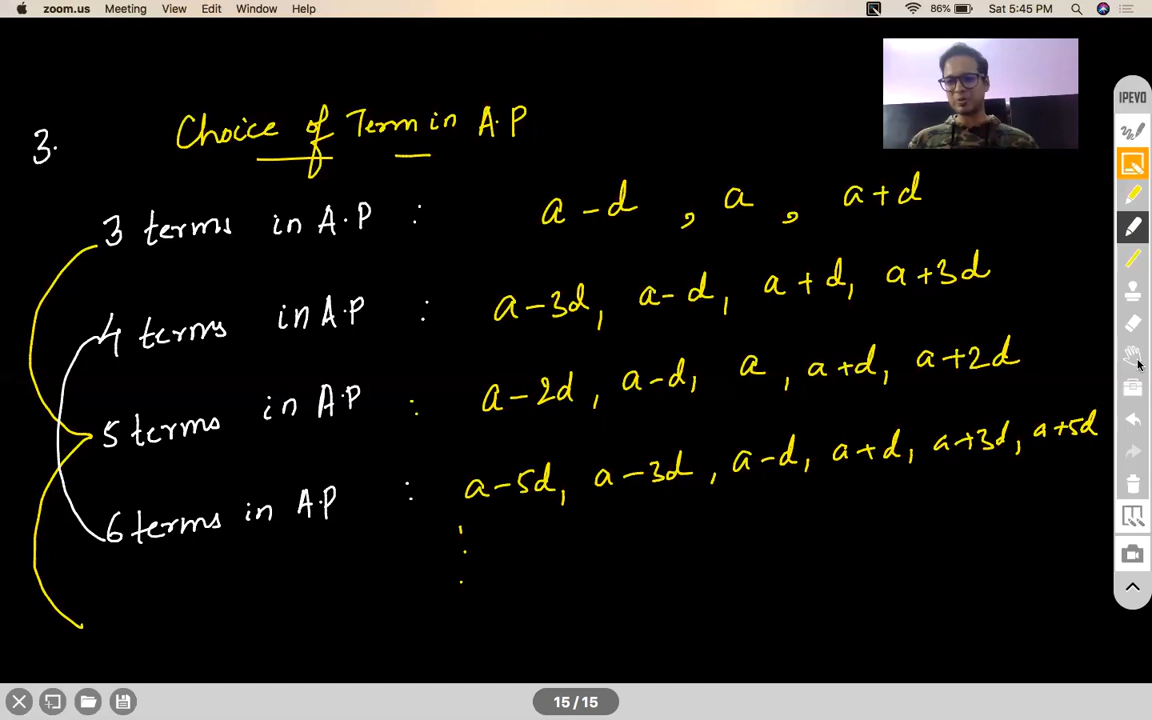 zoom.us Meeting View Edit Window Help 86% Sat 5:45 PM
IPEVO
3. Choice of Term in A.P
3 terms in A.P : a-d, a, a+d
4 terms in A.P : a-3d, a-d, a+d, a+3d
5 terms in A.P : a-2d, a-d, a, a+d, a+2d
6 terms in A.P : a-5d, a-3d, a-d, a+d, a+3d, a+5d
15/15